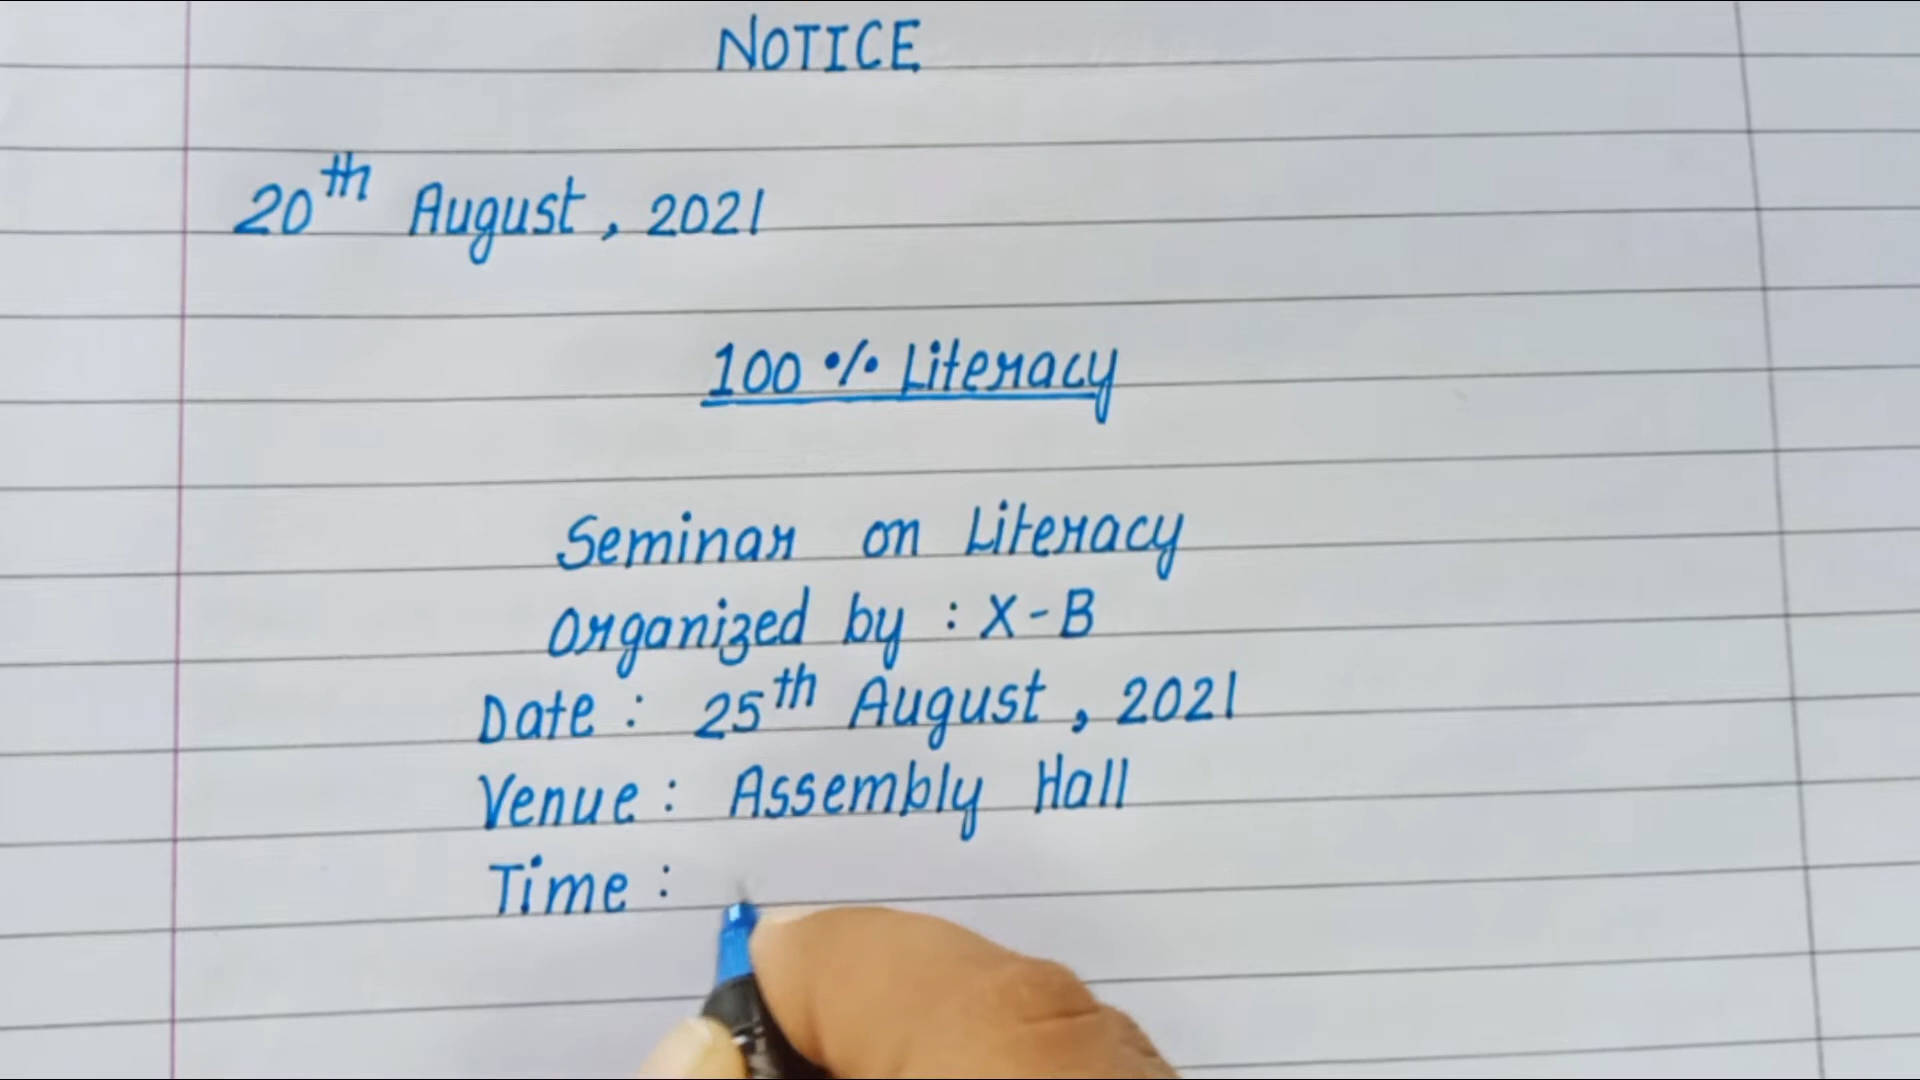 NOTICE
20th August, 2021
100% Literacy
Seminar on Literacy
Organized by : X-B
Date : 25th August, 2021
Venue : Assembly Hall
Time :